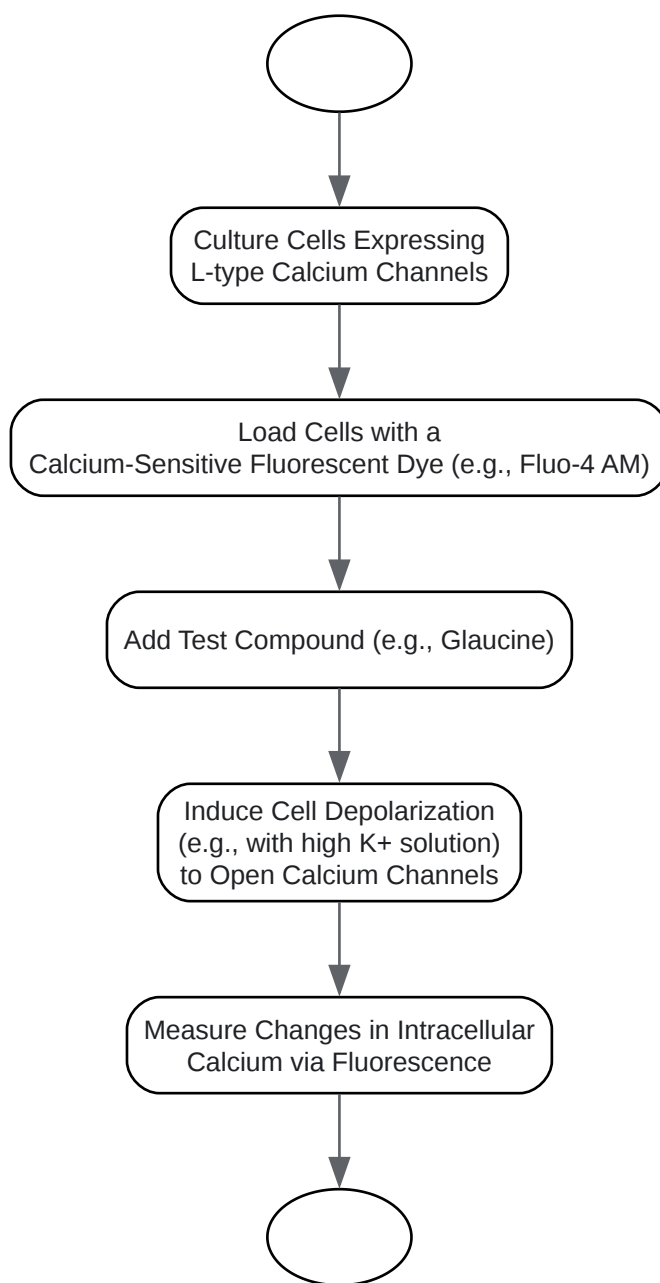 Culture Cells Expressing
L-type Calcium Channels
Load Cells with a
Calcium-Sensitive Fluorescent Dye (e.g., Fluo-4 AM)
Add Test Compound (e.g., Glaucine)
Induce Cell Depolarization
(e.g., with high K+ solution)
to Open Calcium Channels
Measure Changes in Intracellular
Calcium via Fluorescence